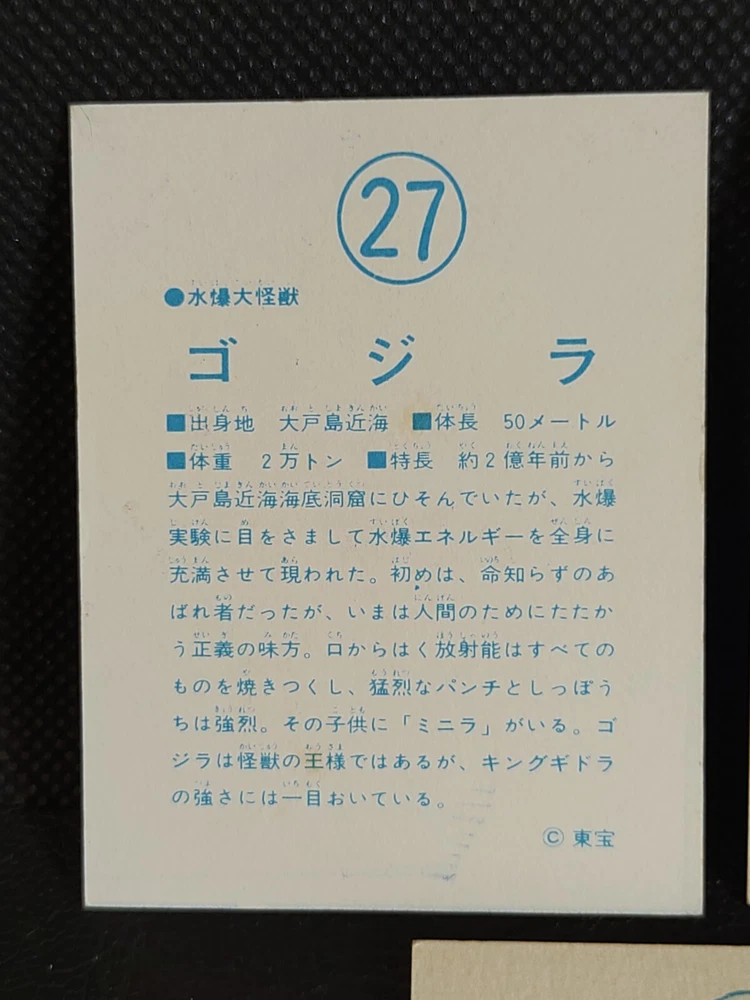 27
●水爆大怪獣
ゴジラ
■出身地 大戸島近海 ■体長 50メートル
■体重 2万トン ■特長 約2億年前から
大戸島近海海底洞窟にひそんでいたが、水爆
実験に目をさまして水爆エネルギーを全身に
充満させて現われた。初めは、命知らずのあ
ばれ者だったが、いまは人間のためにたたか
う正義の味方。口からはく放射能はすべての
ものを焼きつくし、猛烈なパンチとしっぽう
ちは強烈。その子供に「ミニラ」がいる。ゴ
ジラは怪獣の王様ではあるが、キングギドラ
の強さには一目おいている。
© 東宝